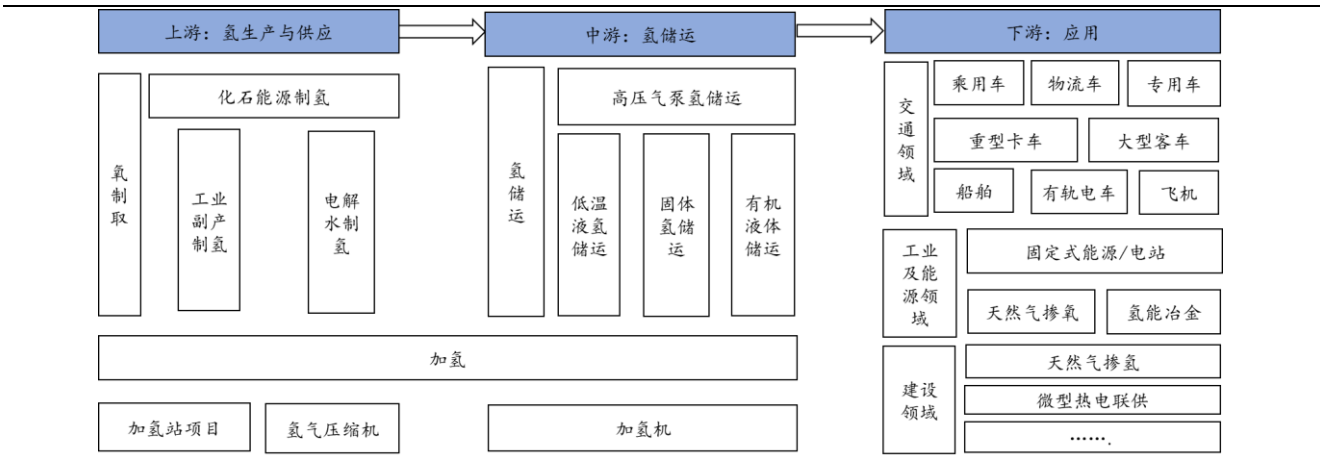 上游：氢生产与供应
中游：氢储运
下游：应用
氧制取
化石能源制氢
工业
副产
制氢
电解
水制
氢
氢储运
高压气泵氢储运
低温
液氢
储运
固体
氢储
运
有机
液体
储运
交通领域
乘用车
物流车
专用车
重型卡车
大型客车
船舶
有轨电车
飞机
工业
及能
源领
域
固定式能源/电站
天然气掺氧
氢能冶金
建设
领域
天然气掺氢
微型热电联供
…….
加氢
加氢站项目
氢气压缩机
加氢机